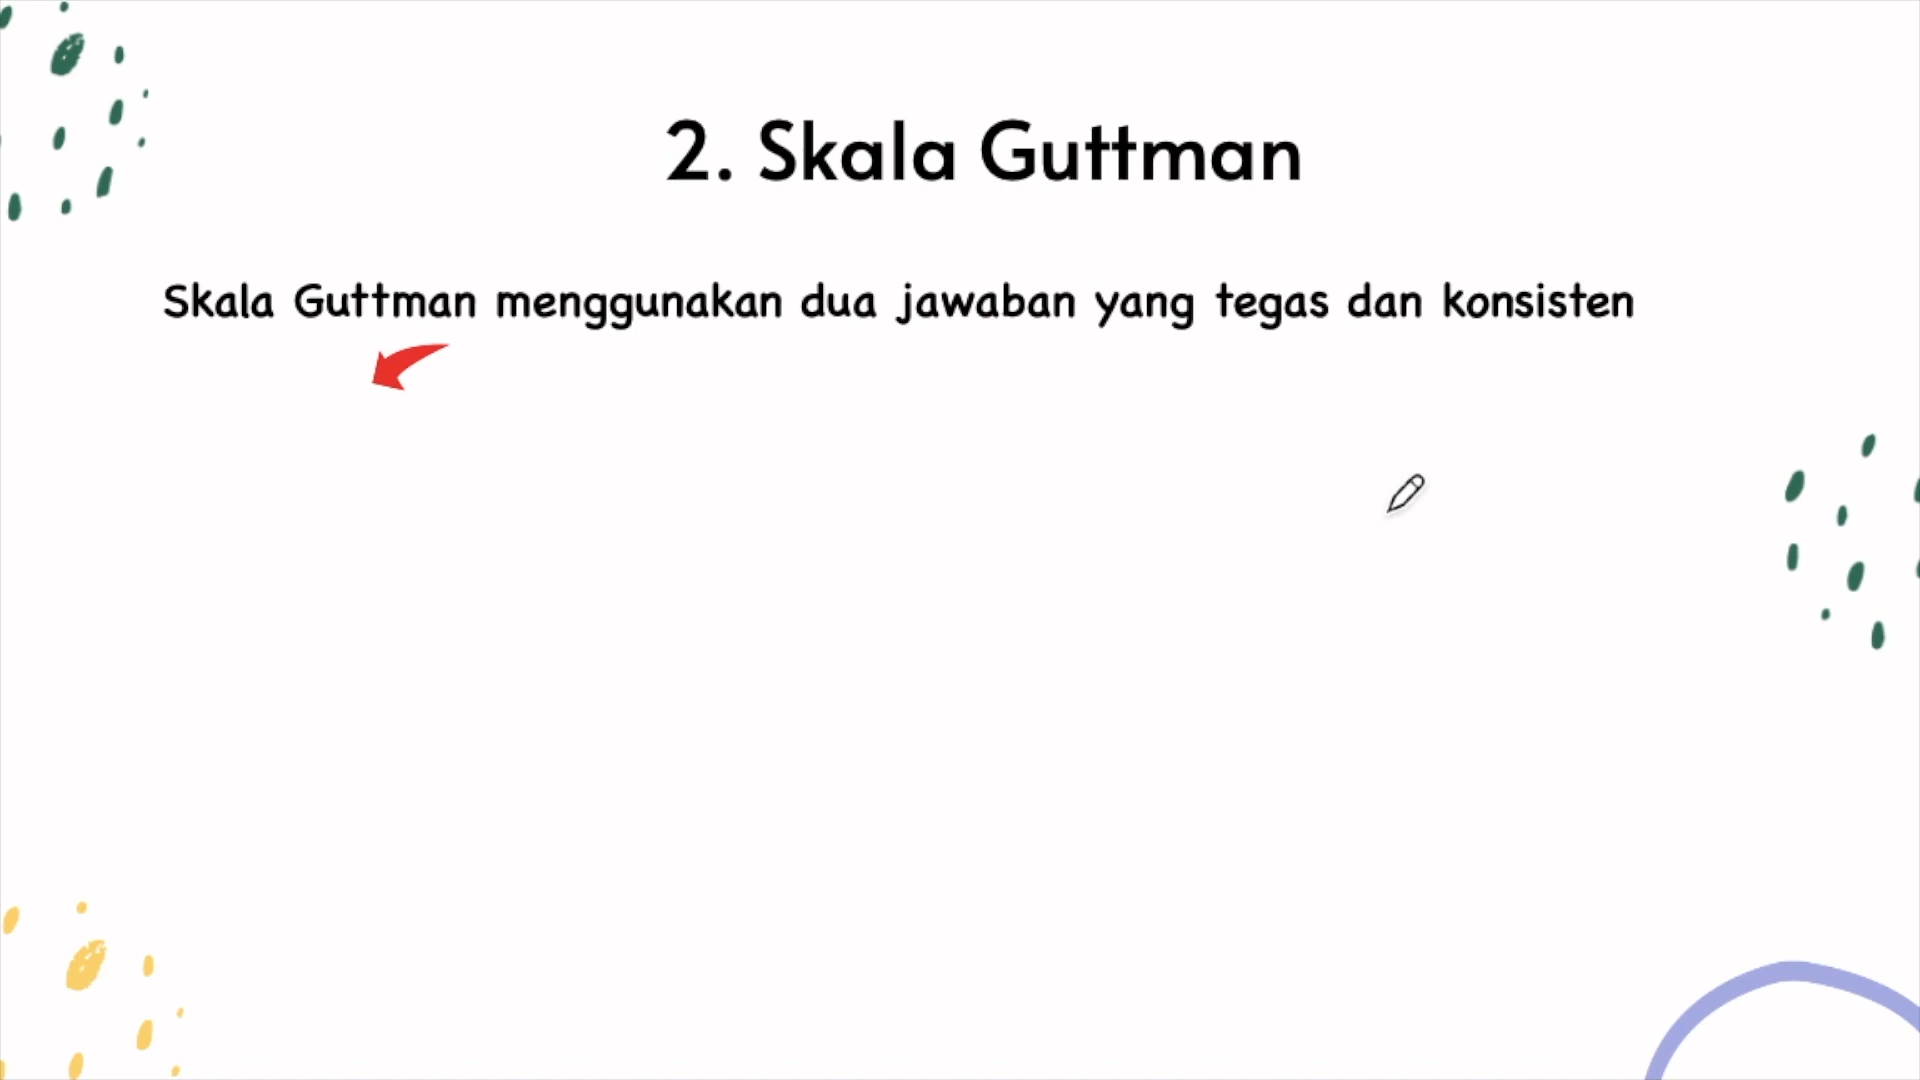 2. Skala Guttman
Skala Guttman menggunakan dua jawaban yang tegas dan konsisten